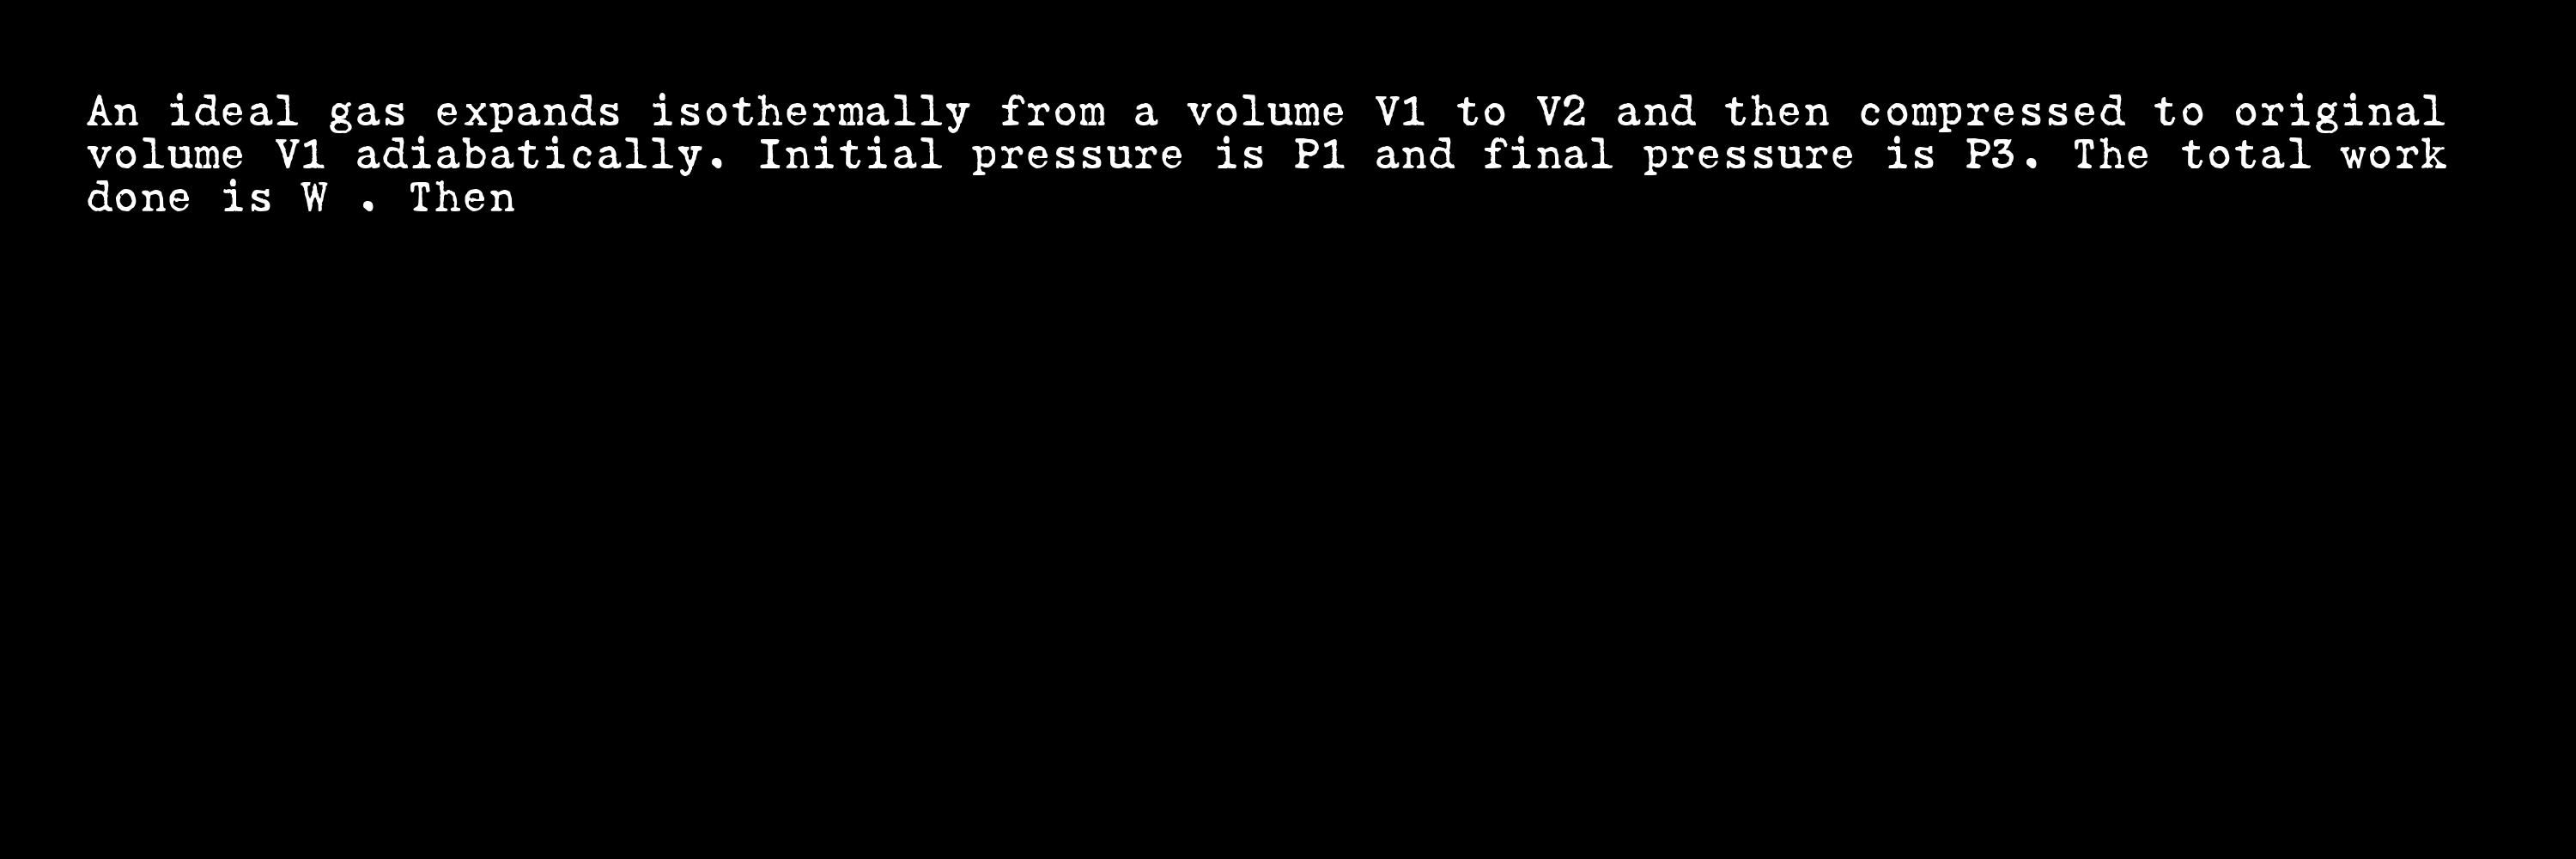 An ideal gas expands isothermally from a volume V1 to V2 and then compressed to original
volume V1 adiabatically. Initial pressure is P1 and final pressure is P3. The total work
done is W . Then